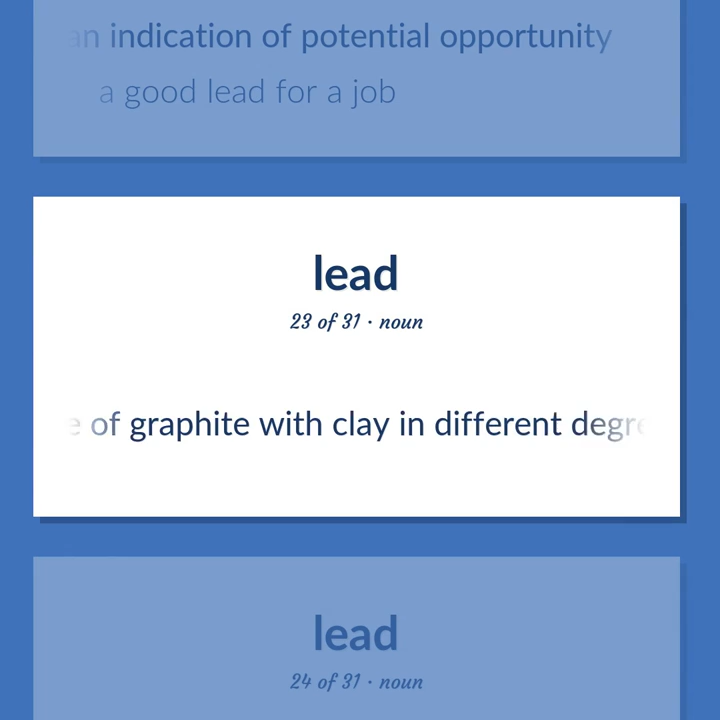 an indication of potential opportunity
a good lead for a job
lead
23 of 31 · noun
of graphite with clay in different
lead
24 of 31 · noun